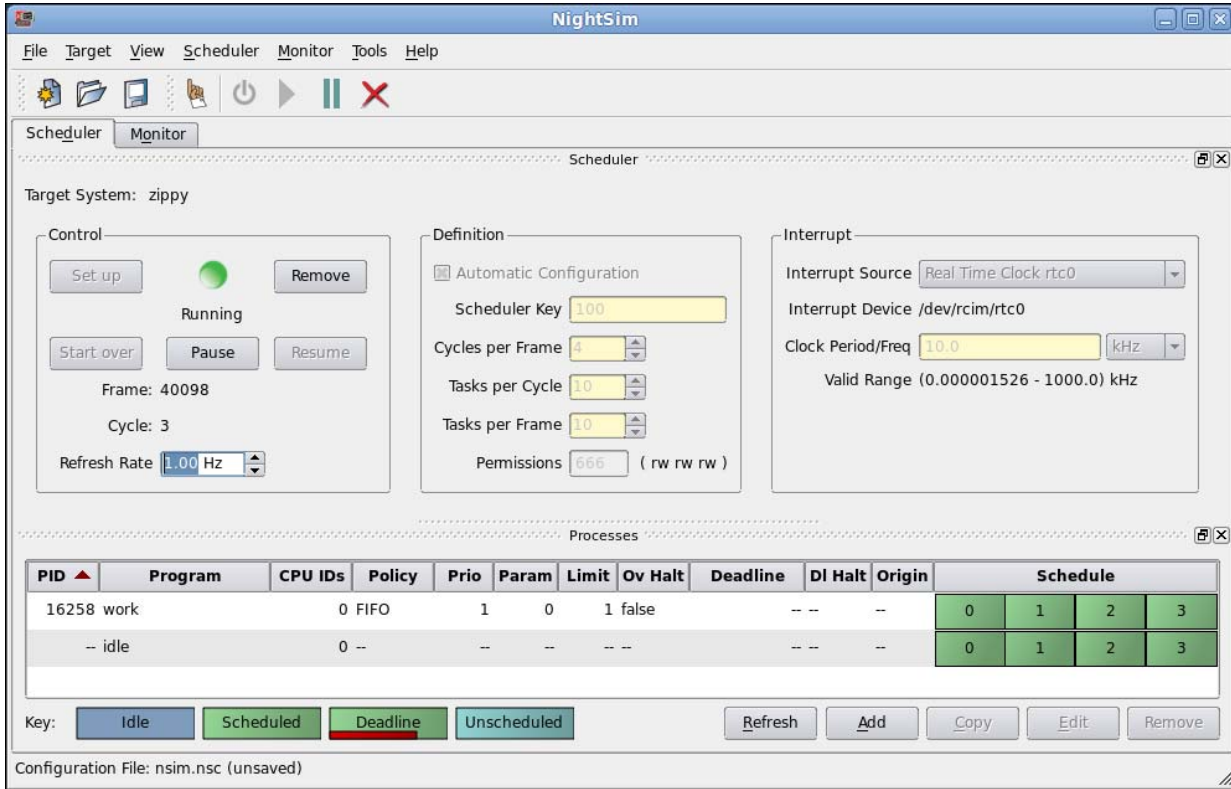 NightSim
File Target View Scheduler Monitor Tools Help
Scheduler Monitor
Scheduler
Target System: zippy
Control
Set up
Remove
Running
Start over Pause Resume
Frame: 40098
Cycle: 3
Refresh Rate 1.00 Hz
Definition
Automatic Configuration
Scheduler Key 100
Cycles per Frame 4
Tasks per Cycle 10
Tasks per Frame 10
Permissions 666 ( rw rw rw )
Interrupt
Interrupt Source Real Time Clock rtc0
Interrupt Device /dev/rcim/rtc0
Clock Period/Freq 10.0 kHz
Valid Range (0.000001526 - 1000.0) kHz
Processes
PID Program CPU IDs Policy Prio Param Limit Ov Halt Deadline Dl Halt Origin Schedule
16258 work 0 FIFO 1 0 1 false -- -- -- 0 1 2 3
-- idle 0 -- -- -- -- -- -- -- -- 0 1 2 3
Key: Idle Scheduled Deadline Unscheduled Refresh Add Copy Edit Remove
Configuration File: nsim.nsc (unsaved)